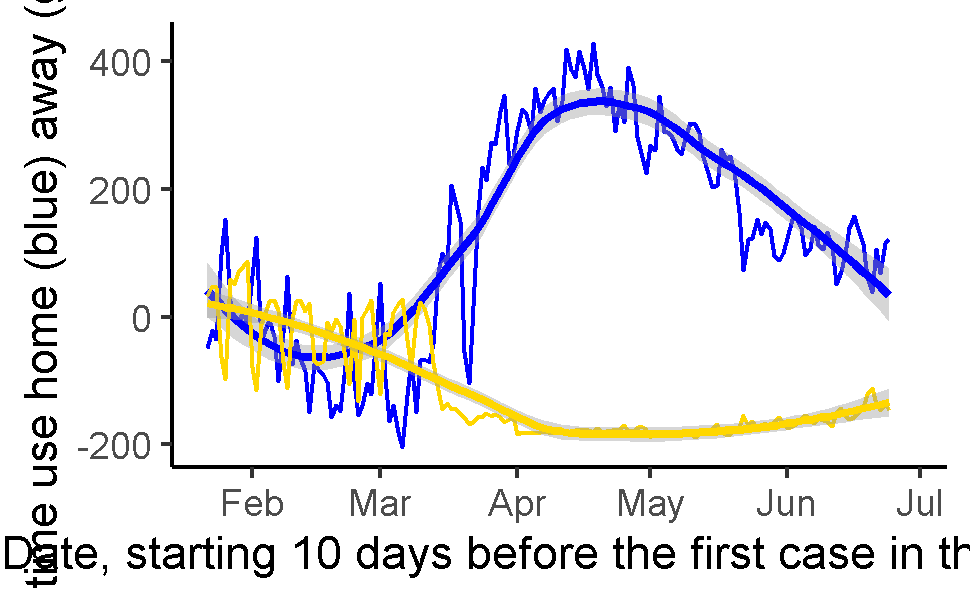 time use home (blue) away (
400
200
0
-200
Feb Mar Apr May Jun Jul
Date, starting 10 days before the first case in th